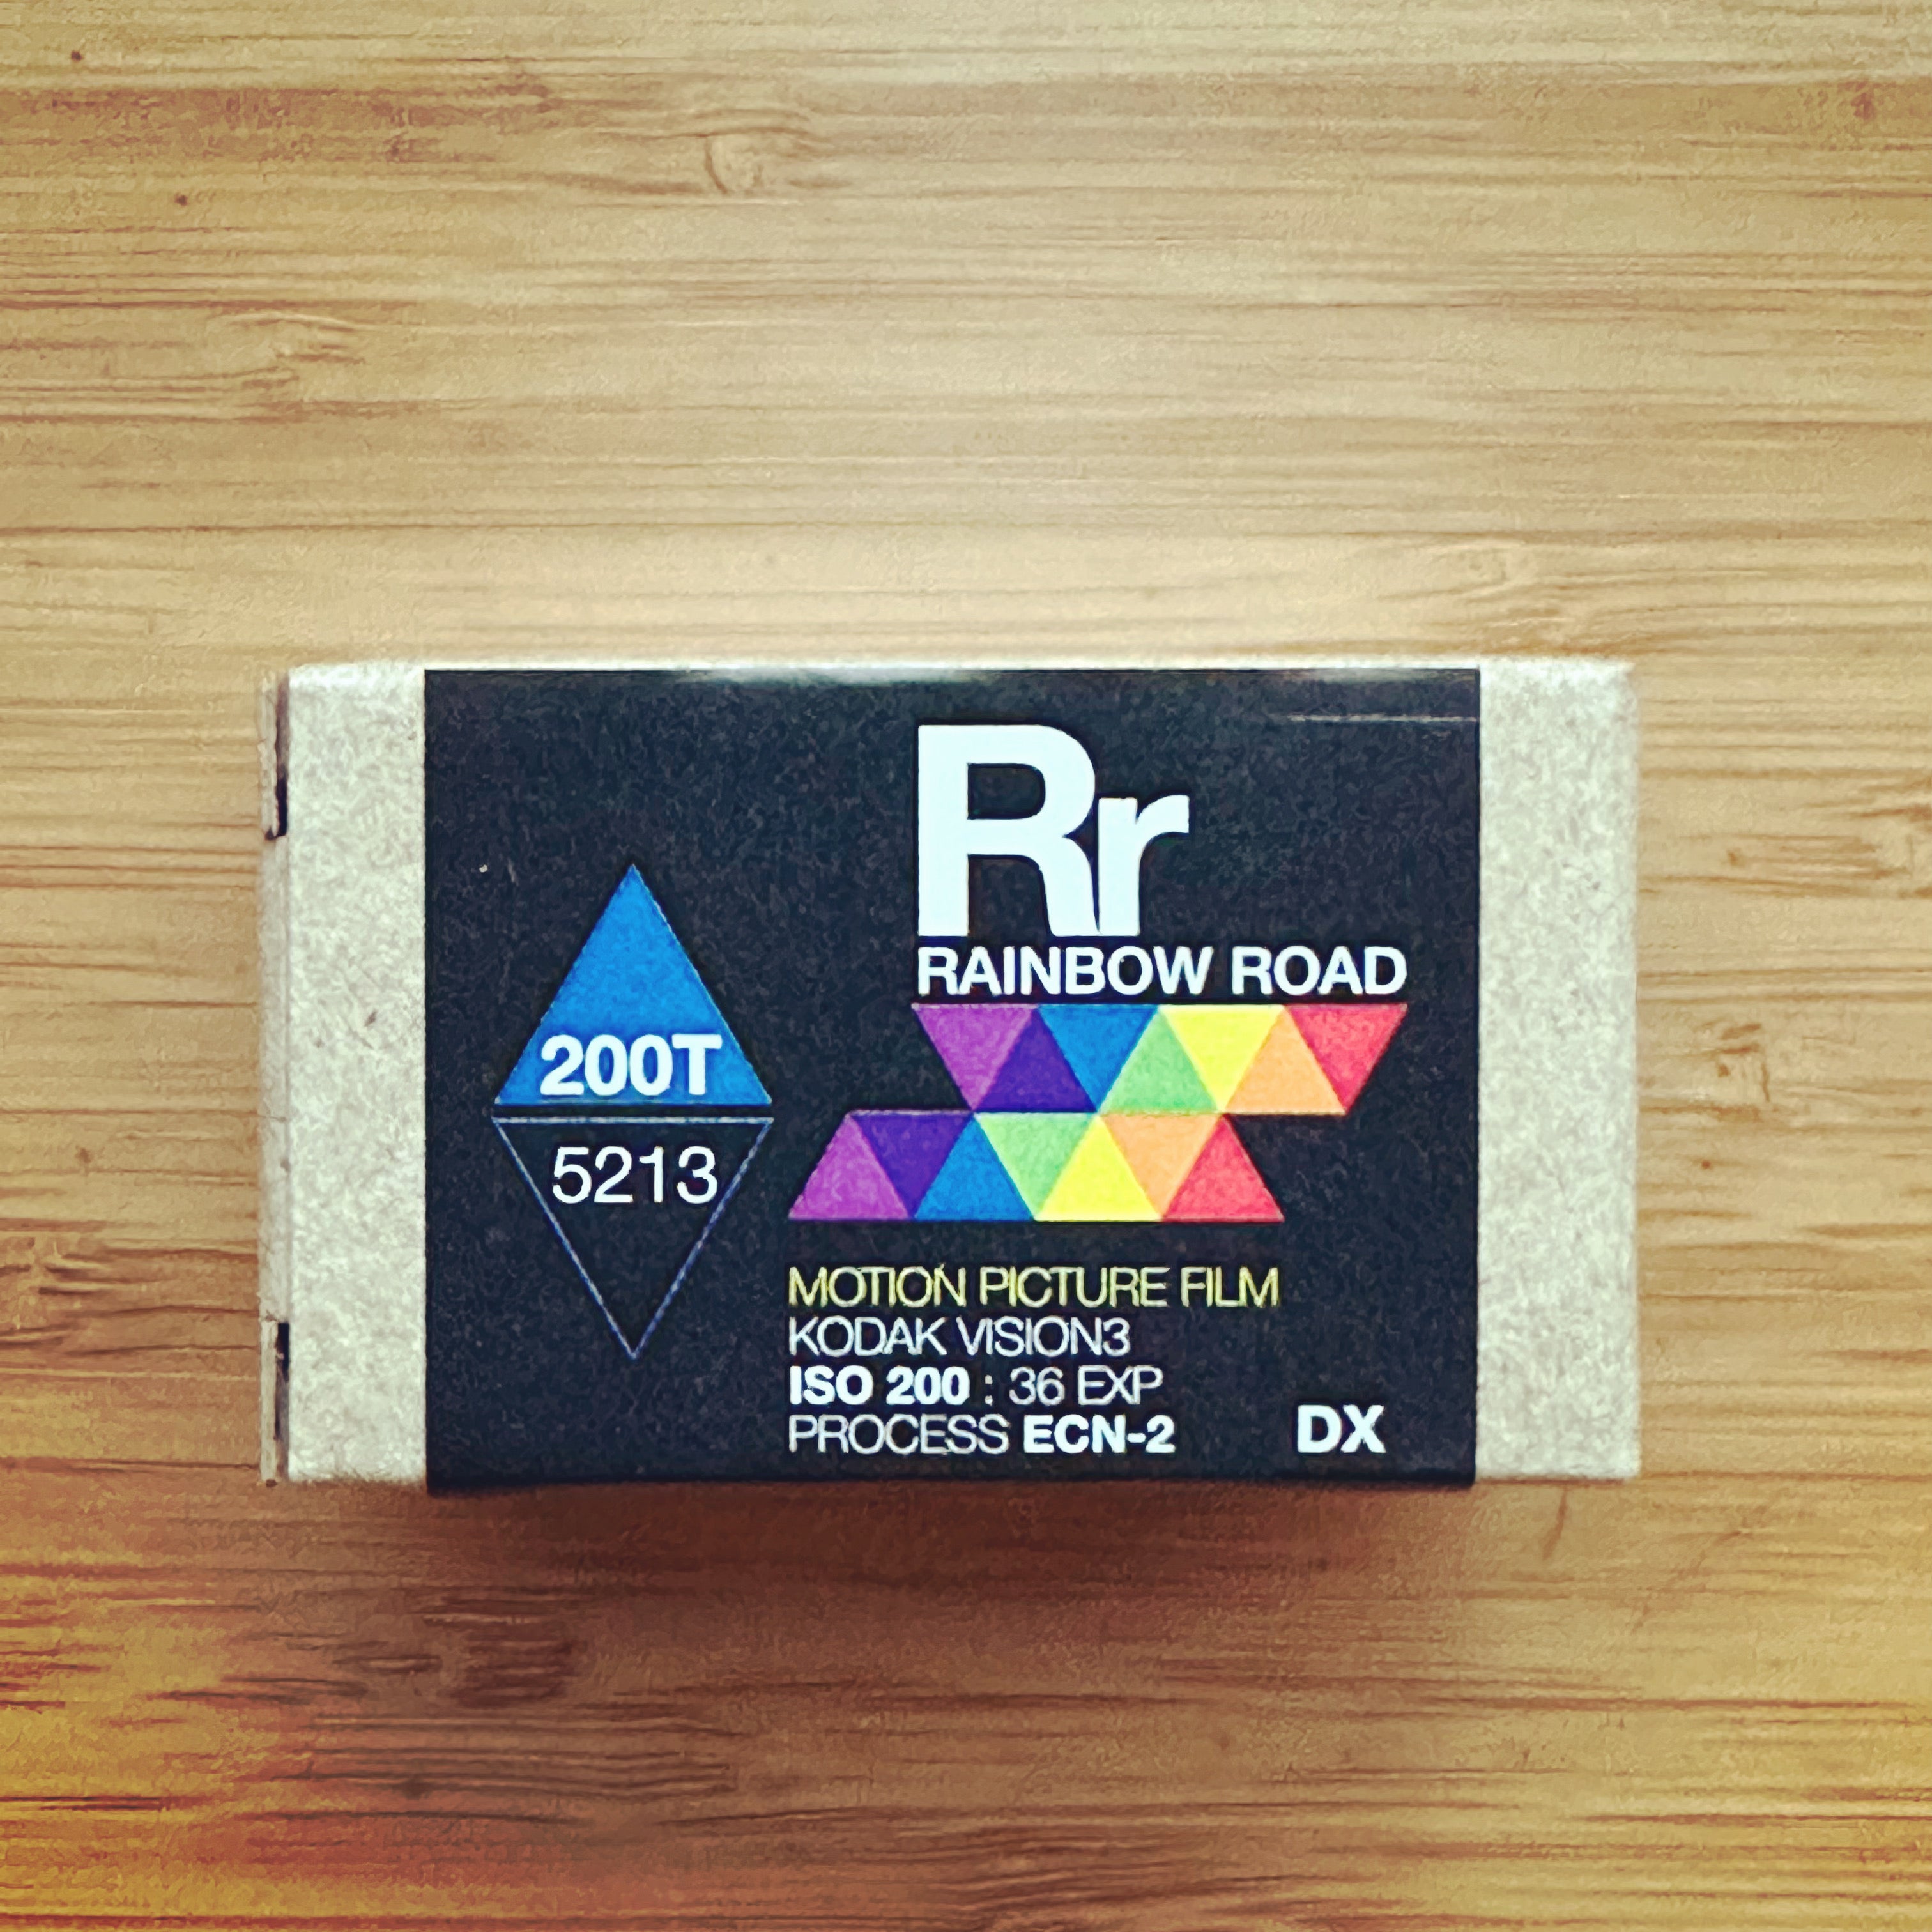 Rr
RAINBOW ROAD
200T
5213
MOTION PICTURE FILM
KODAK VISION3
ISO 200 : 36 EXP
PROCESS ECN-2
DX